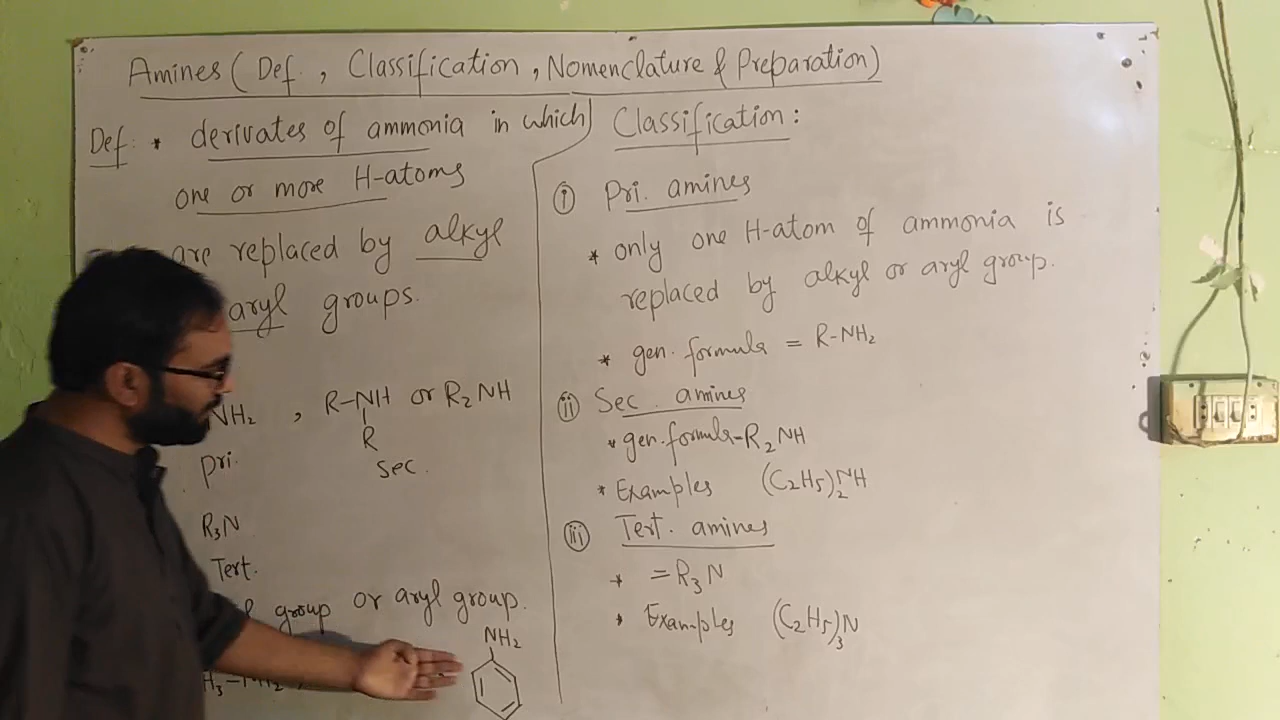 Amines (Def., Classification, Nomenclature & Preparation)
Def: * derivates of ammonia in which
one or more H-atoms
are replaced by alkyl
aryl groups.
NH2 , R-NH or R2NH
R
pri. sec.
R3N
Tert.
group or aryl group.
NH2
H3-NH2,
Classification:
(i) Pri. amines
* only one H-atom of ammonia is
replaced by alkyl or aryl group.
* gen. formula = R-NH2
(ii) Sec. amines
* gen. formula-R2NH
* Examples (C2H5)2NH
(iii) Tert. amines
* =R3N
* Examples (C2H5)3N